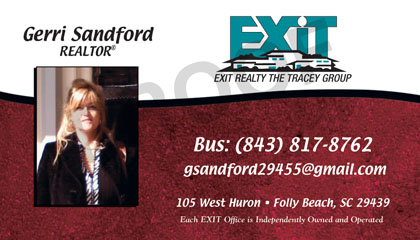 Gerri Sandford
REALTOR®
EXiT
EXIT REALTY THE TRACEY GROUP
PROOF
Bus: (843) 817-8762
gsandford29455@gmail.com
105 West Huron • Folly Beach, SC 29439
Each EXIT Office is Independently Owned and Operated